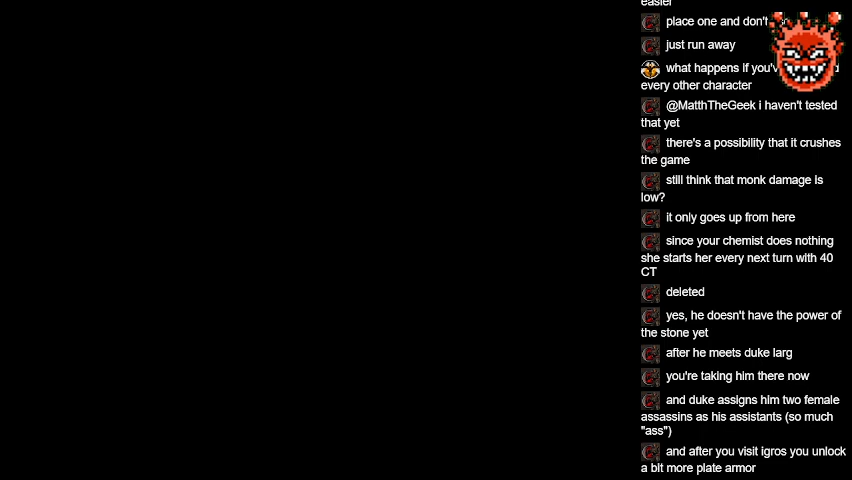 easier
place one and don't
just run away
what happens if you'v
every other character
@MatthTheGeek i haven't tested
that yet
there's a possibility that it crushes
the game
still think that monk damage is
low?
it only goes up from here
since your chemist does nothing
she starts her every next turn with 40
CT
deleted
yes, he doesn't have the power of
the stone yet
after he meets duke larg
you're taking him there now
and duke assigns him two female
assassins as his assistants (so much
"ass")
and after you visit igros you unlock
a bit more plate armor